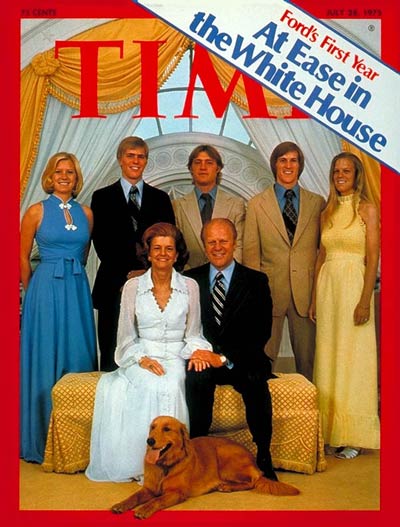 75 CENTS
JULY 28, 1975
TIME
®
Ford's First Year
At Ease in
the White House